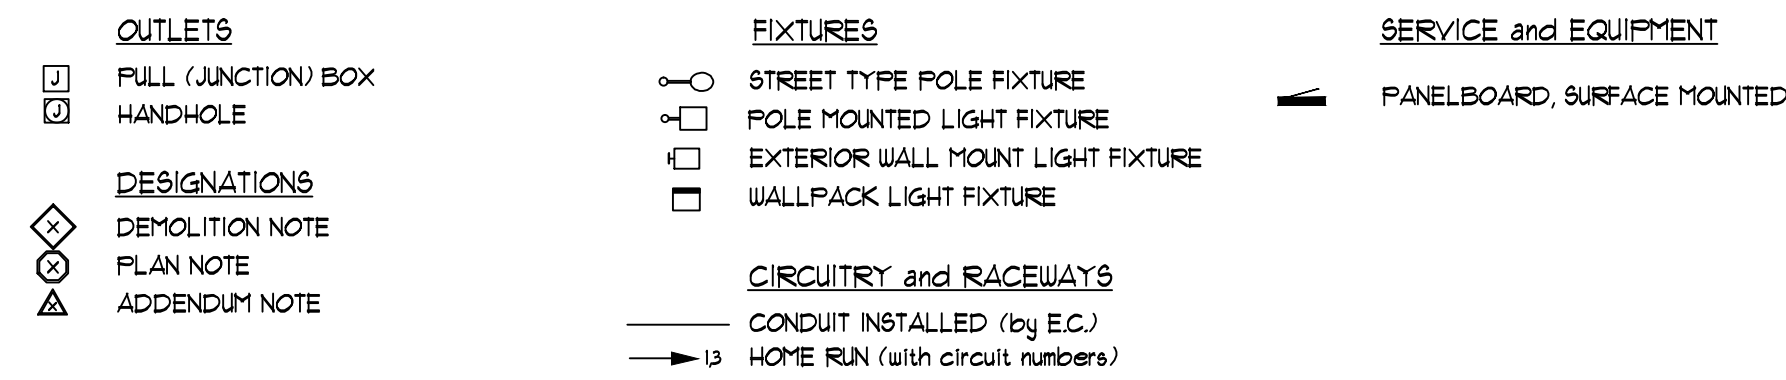 OUTLETS
J PULL (JUNCTION) BOX
J HANDHOLE
DESIGNATIONS
X DEMOLITION NOTE
X PLAN NOTE
X ADDENDUM NOTE
FIXTURES
STREET TYPE POLE FIXTURE
POLE MOUNTED LIGHT FIXTURE
EXTERIOR WALL MOUNT LIGHT FIXTURE
WALLPACK LIGHT FIXTURE
CIRCUITRY and RACEWAYS
CONDUIT INSTALLED (by E.C.)
1,3 HOME RUN (with circuit numbers)
SERVICE and EQUIPMENT
PANELBOARD, SURFACE MOUNTED